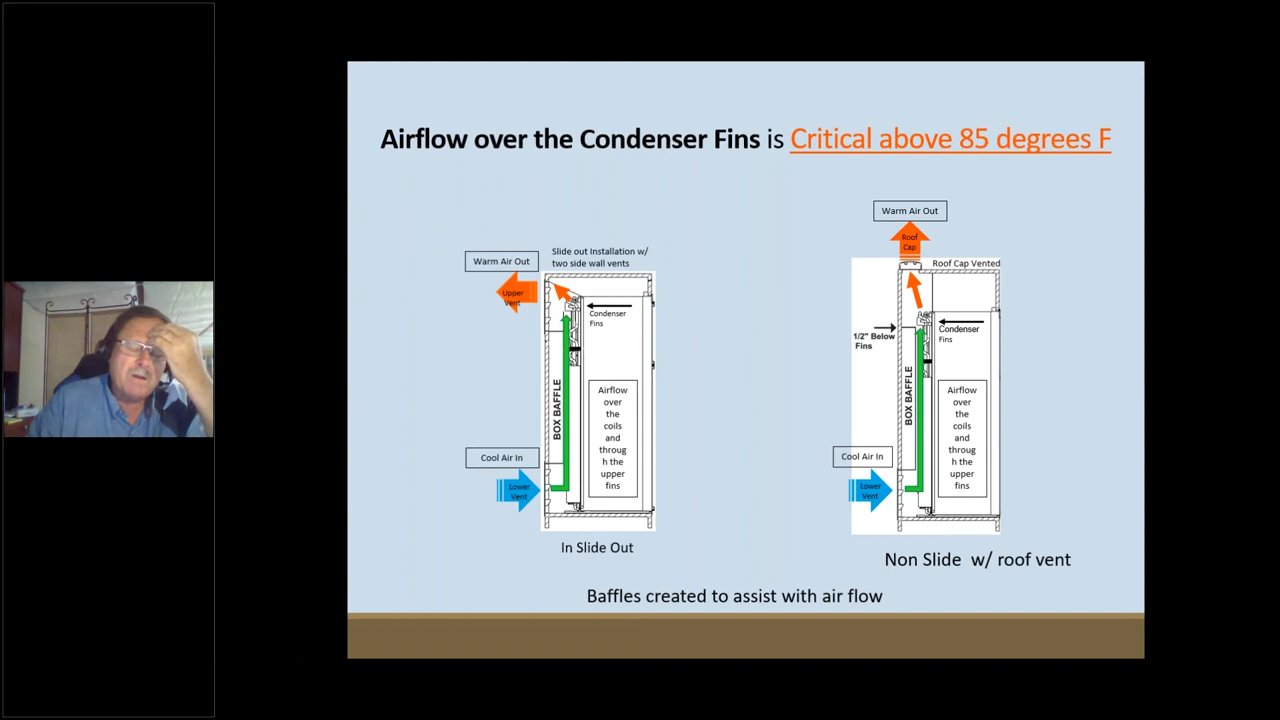 Airflow over the Condenser Fins is Critical above 85 degrees F
Warm Air Out
Slide out Installation w/
two side wall vents
Upper
Vent
Condenser
Fins
BOX BAFFLE
Airflow
over
the
coils
and
throug
h the
upper
fins
Cool Air In
Lower
Vent
In Slide Out
Warm Air Out
Roof
Cap
Roof Cap Vented
1/2" Below
Fins
Condenser
Fins
BOX BAFFLE
Airflow
over
the
coils
and
throug
h the
upper
fins
Cool Air In
Lower
Vent
Non Slide w/ roof vent
Baffles created to assist with air flow